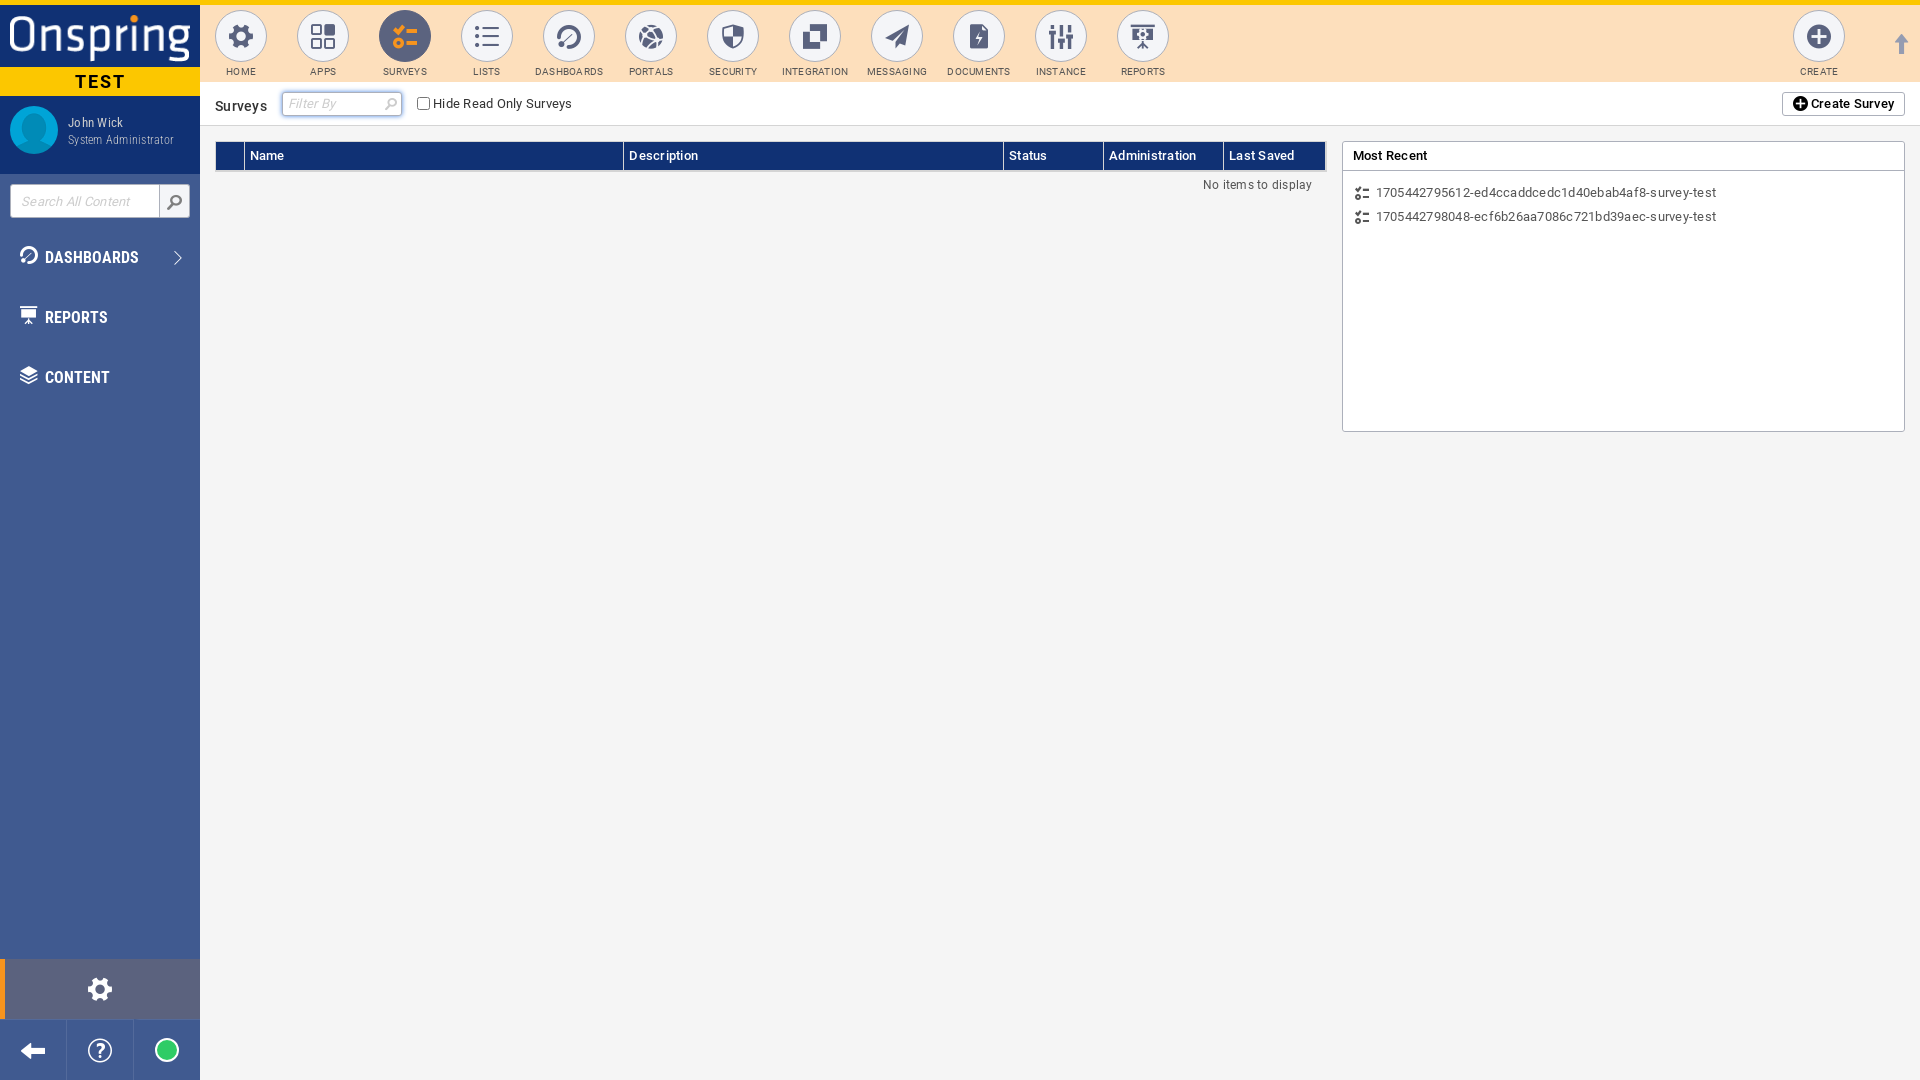 Onspring
TEST
John Wick
System Administrator
Search All Content
DASHBOARDS
REPORTS
CONTENT
HOME
APPS
SURVEYS
LISTS
DASHBOARDS
PORTALS
SECURITY
INTEGRATION
MESSAGING
DOCUMENTS
INSTANCE
REPORTS
CREATE
Surveys
Filter By
Hide Read Only Surveys
Create Survey
Name
Description
Status
Administration
Last Saved
No items to display
Most Recent
1705442795612-ed4ccaddcedc1d40ebab4af8-survey-test
1705442798048-ecf6b26aa7086c721bd39aec-survey-test